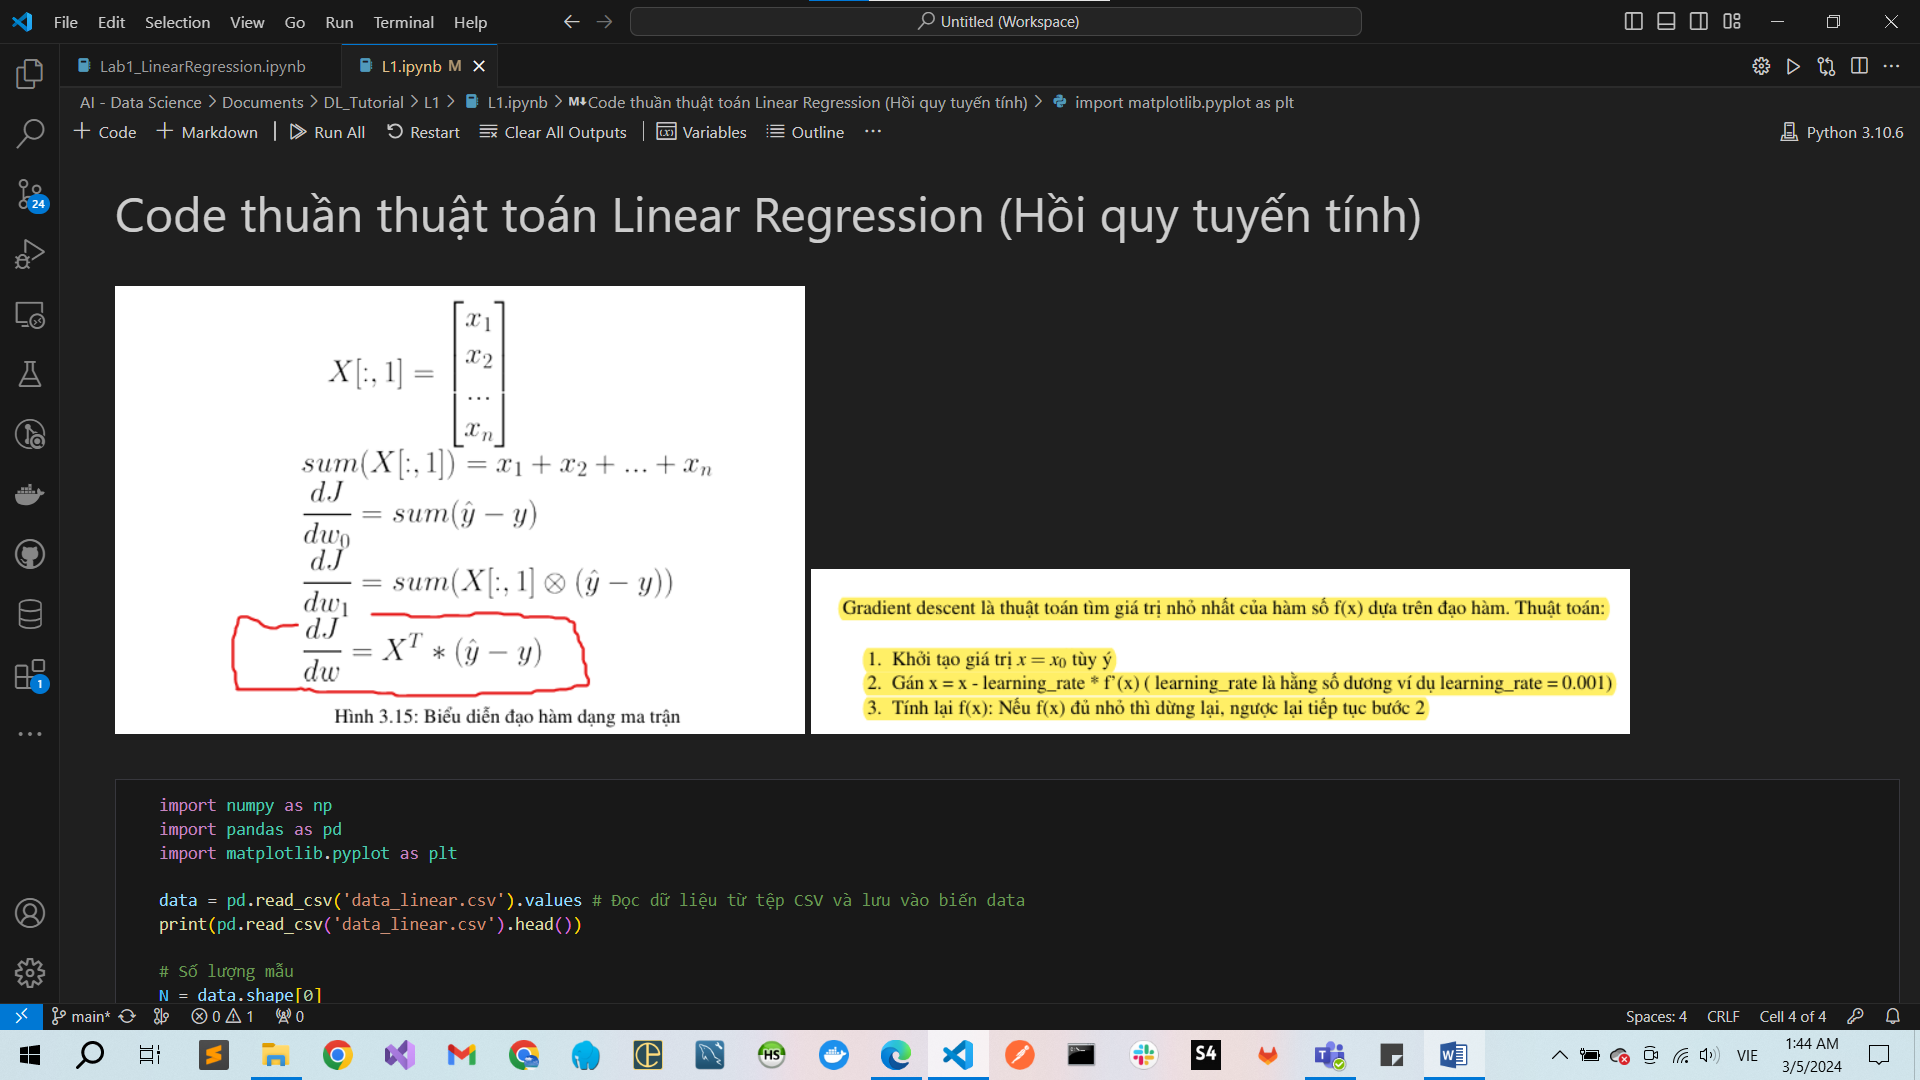 File Edit Selection View Go Run Terminal Help
Untitled (Workspace)
Lab1_LinearRegression.ipynb
L1.ipynb M
AI - Data Science > Documents > DL_Tutorial > L1 > L1.ipynb > M↓Code thuần thuật toán Linear Regression (Hồi quy tuyến tính) > import matplotlib.pyplot as plt
+ Code + Markdown | Run All Restart Clear All Outputs | Variables Outline ...
Python 3.10.6
Code thuần thuật toán Linear Regression (Hồi quy tuyến tính)
X[:, 1] = [x₁ x₂ ... xₙ]
sum(X[:, 1]) = x₁ + x₂ + ... + xₙ
dJ/dw₀ = sum(ŷ − y)
dJ/dw₁ = sum(X[:, 1] ⊗ (ŷ − y))
dJ/dw = Xᵀ * (ŷ − y)
Hình 3.15: Biểu diễn đạo hàm dạng ma trận
Gradient descent là thuật toán tìm giá trị nhỏ nhất của hàm số f(x) dựa trên đạo hàm. Thuật toán:
1. Khởi tạo giá trị x = x₀ tùy ý
2. Gán x = x - learning_rate * f'(x) ( learning_rate là hằng số dương ví dụ learning_rate = 0.001)
3. Tính lại f(x): Nếu f(x) đủ nhỏ thì dừng lại, ngược lại tiếp tục bước 2
import numpy as np
import pandas as pd
import matplotlib.pyplot as plt
data = pd.read_csv('data_linear.csv').values # Đọc dữ liệu từ tệp CSV và lưu vào biến data
print(pd.read_csv('data_linear.csv').head())
# Số lượng mẫu
N = data.shape[0]
24
1
main* 0 1 0
Spaces: 4 CRLF Cell 4 of 4
HS
S4
VIE
1:44 AM
3/5/2024